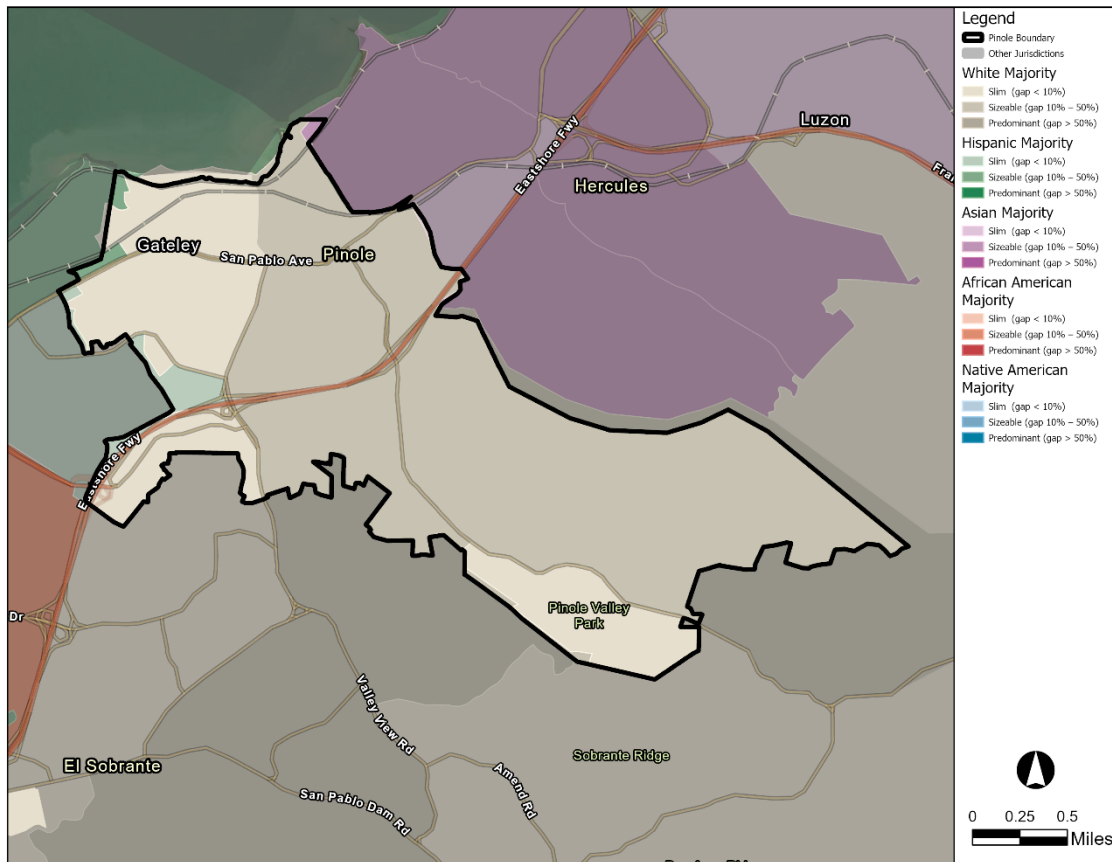 Legend
Pinole Boundary
Other Jurisdictions
White Majority
Slim (gap < 10%)
Sizeable (gap 10% – 50%)
Predominant (gap > 50%)
Hispanic Majority
Slim (gap < 10%)
Sizeable (gap 10% – 50%)
Predominant (gap > 50%)
Asian Majority
Slim (gap < 10%)
Sizeable (gap 10% – 50%)
Predominant (gap > 50%)
African American
Majority
Slim (gap < 10%)
Sizeable (gap 10% – 50%)
Predominant (gap > 50%)
Native American
Majority
Slim (gap < 10%)
Sizeable (gap 10% – 50%)
Predominant (gap > 50%)
0 0.25 0.5
Miles
Luzon
Eastshore Fwy
Fra
Hercules
Gateley
San Pablo Ave
Pinole
Eastshore Fwy
Pinole Valley
Park
Dr
Valley View Rd
Sobrante Ridge
El Sobrante
Amend Rd
San Pablo Dam Rd